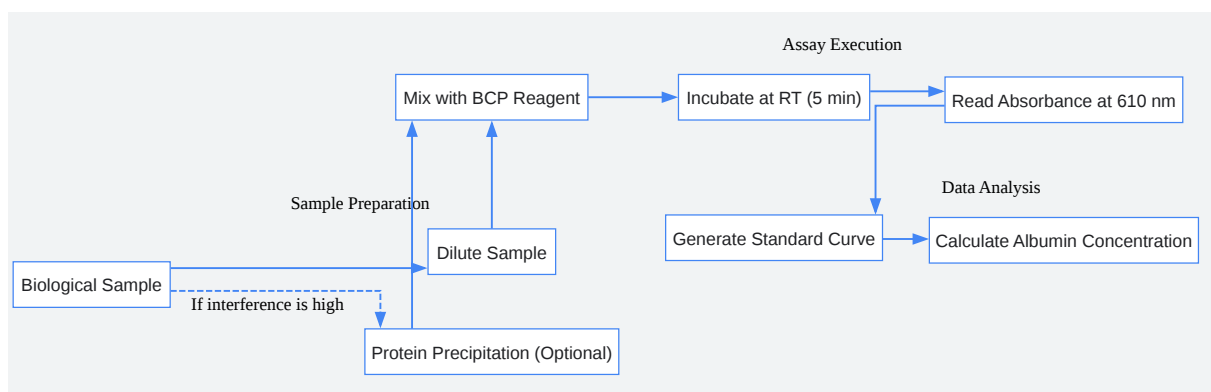 Assay Execution
Mix with BCP Reagent
Incubate at RT (5 min)
Read Absorbance at 610 nm
Data Analysis
Sample Preparation
Generate Standard Curve
Calculate Albumin Concentration
Dilute Sample
Biological Sample
If interference is high
Protein Precipitation (Optional)